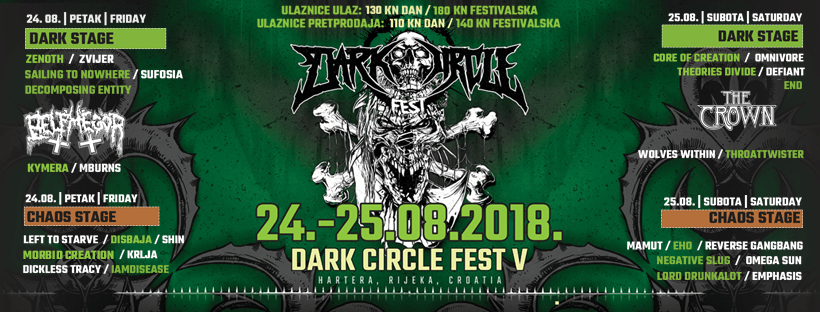 24. 08. | PETAK | FRIDAY
DARK STAGE
ZENOTH / ZVIJER
SAILING TO NOWHERE / SUFOSIA
DECOMPOSING ENTITY
BELPHEGOR
KYMERA / MBURNS
24.08. | PETAK | FRIDAY
CHAOS STAGE
LEFT TO STARVE / DISBAJA / SHIN
MORBID CREATION / KRLJA
DICKLESS TRACY / IAMDISEASE
ULAZNICE ULAZ: 130 KN DAN / 180 KN FESTIVALSKA
ULAZNICE PRETPRODAJA: 110 KN DAN / 140 KN FESTIVALSKA
DARK CIRCLE
FEST
24.-25.08.2018.
DARK CIRCLE FEST V
HARTERA, RIJEKA, CROATIA
25.08. | SUBOTA | SATURDAY
DARK STAGE
CORE OF CREATION / OMNIVORE
THEORIES DIVIDE / DEFIANT
END
THE
CROWN
WOLVES WITHIN / THROATTWISTER
25.08. | SUBOTA | SATURDAY
CHAOS STAGE
MAMUT / EHO / REVERSE GANGBANG
NEGATIVE SLUG / OMEGA SUN
LORD DRUNKALOT / EMPHASIS